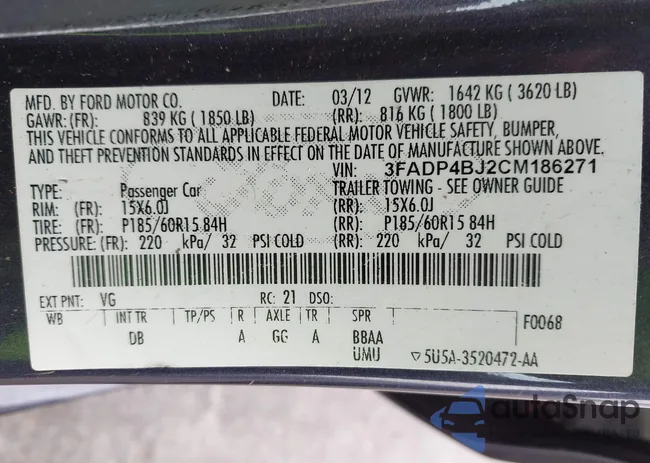 MFD. BY FORD MOTOR CO. DATE: 03/12 GVWR: 1642 KG ( 3620 LB)
GAWR: (FR): 839 KG ( 1850 LB) (RR): 816 KG ( 1800 LB)
THIS VEHICLE CONFORMS TO ALL APPLICABLE FEDERAL MOTOR VEHICLE SAFETY, BUMPER,
AND THEFT PREVENTION STANDARDS IN EFFECT ON THE DATE OF MANUFACTURE SHOWN ABOVE.
VIN: 3FADP4BJ2CM186271
TYPE: Passenger Car TRAILER TOWING - SEE OWNER GUIDE
RIM: (FR): 15X6.0J (RR): 15X6.0J
TIRE: (FR): P185/60R15 84H (RR): P185/60R15 84H
PRESSURE: (FR): 220 kPa/ 32 PSI COLD (RR): 220 kPa/ 32 PSI COLD
EXT PNT: VG RC: 21 DSO:
WB INT TR TP/PS R AXLE TR SPR F0068
DB A GG A BBAA
UMU ▽5U5A-3520472-AA
autoSnap